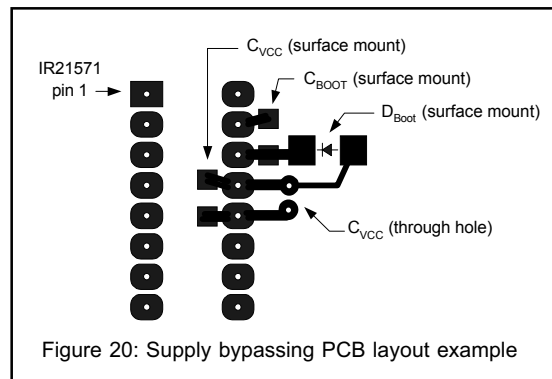 C_VCC (surface mount)
IR21571
pin 1
C_BOOT (surface mount)
D_Boot (surface mount)
C_VCC (through hole)
Figure 20: Supply bypassing PCB layout example